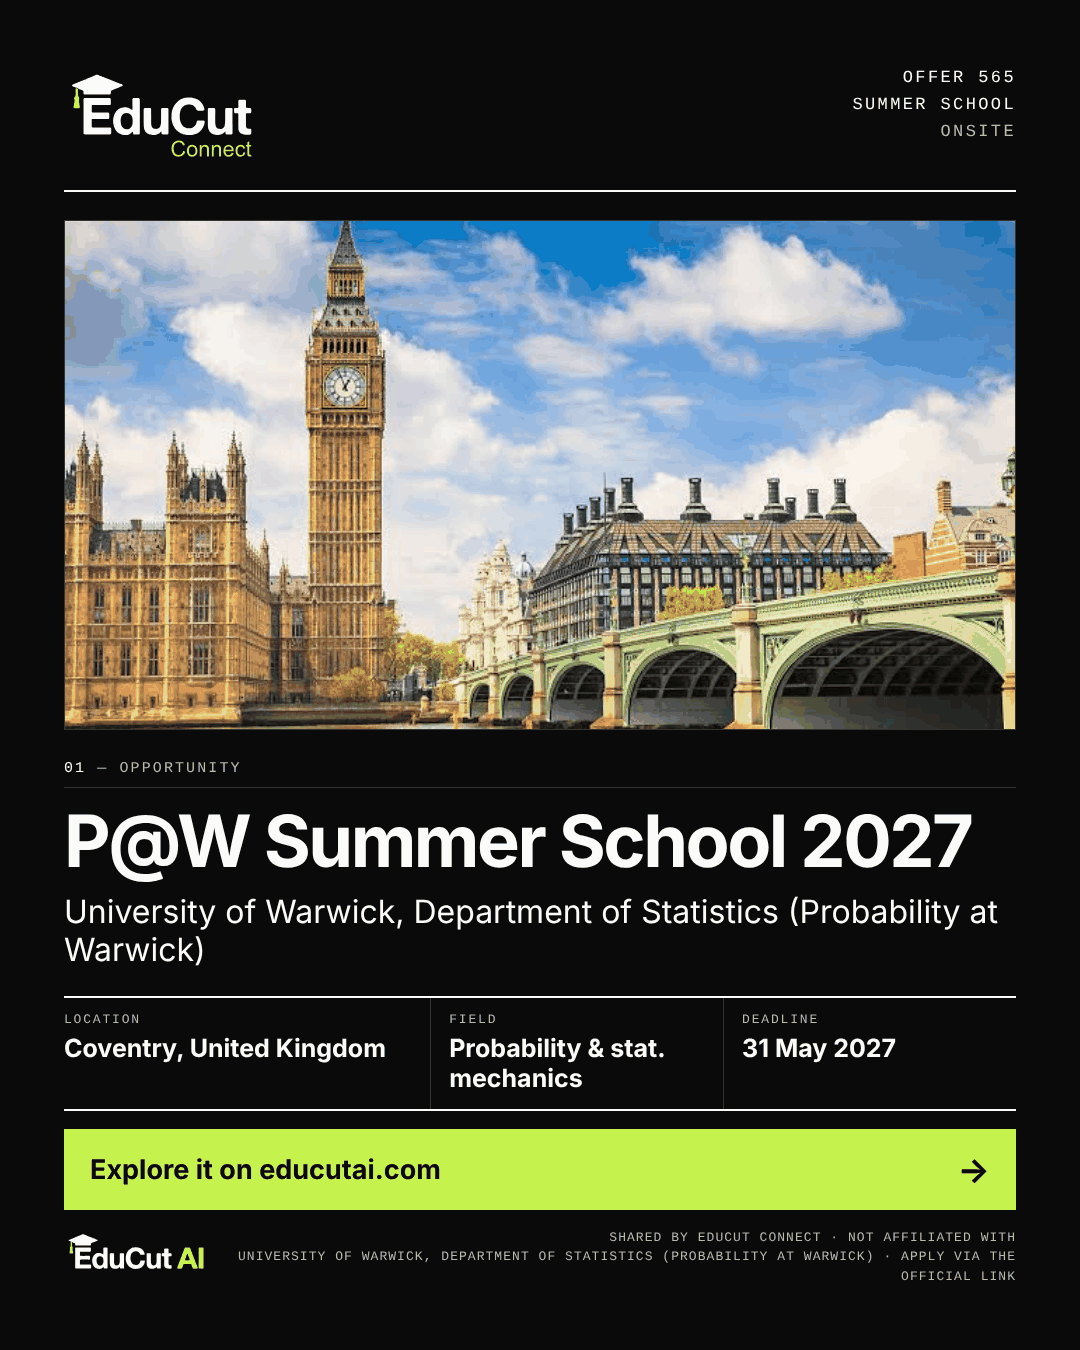 EduCut
Connect
OFFER 565
SUMMER SCHOOL
ONSITE
01 — OPPORTUNITY
P@W Summer School 2027
University of Warwick, Department of Statistics (Probability at
Warwick)
LOCATION
Coventry, United Kingdom
FIELD
Probability & stat.
mechanics
DEADLINE
31 May 2027
Explore it on educutai.com →
EduCut AI
SHARED BY EDUCUT CONNECT · NOT AFFILIATED WITH
UNIVERSITY OF WARWICK, DEPARTMENT OF STATISTICS (PROBABILITY AT WARWICK) · APPLY VIA THE
OFFICIAL LINK